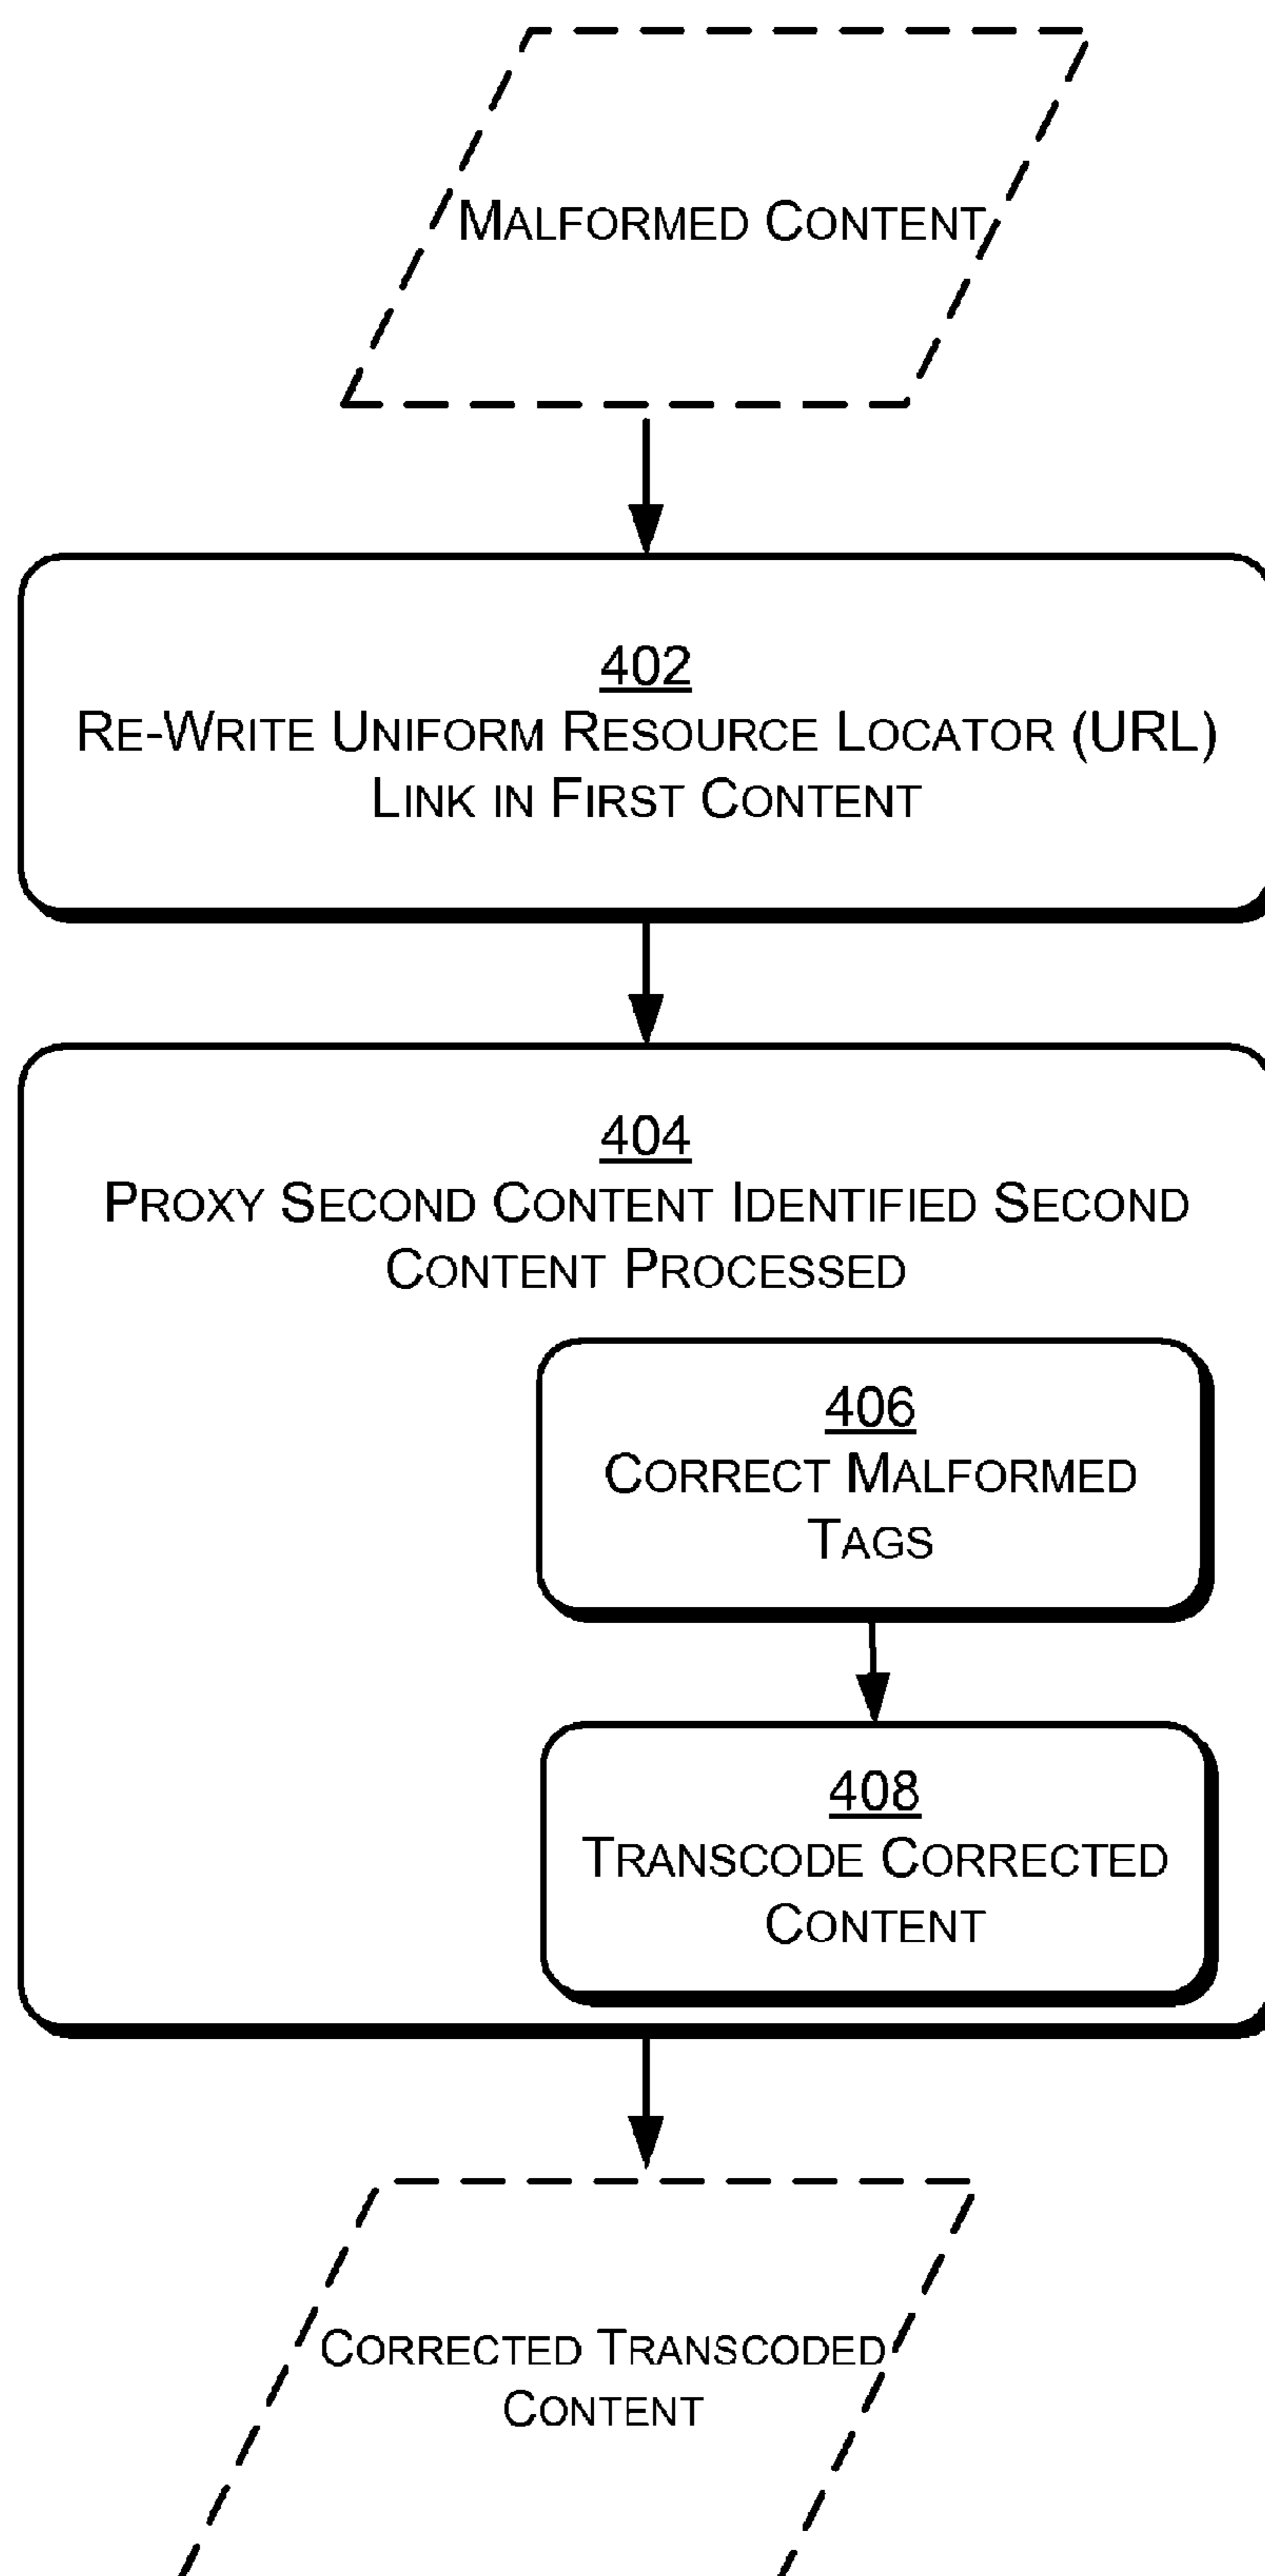 MALFORMED CONTENT
402
RE-WRITE UNIFORM RESOURCE LOCATOR (URL)
LINK IN FIRST CONTENT
404
PROXY SECOND CONTENT IDENTIFIED SECOND
CONTENT PROCESSED
406
CORRECT MALFORMED
TAGS
408
TRANSCODE CORRECTED
CONTENT
CORRECTED TRANSCODED
CONTENT